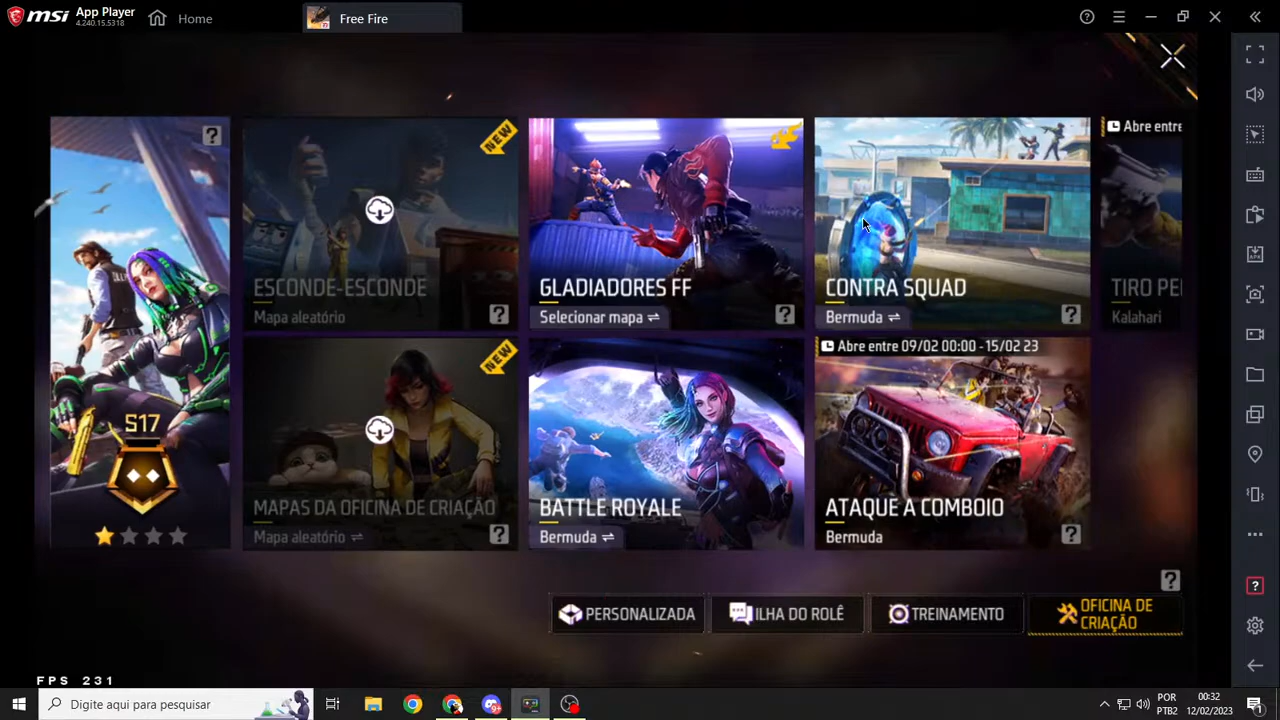 msi App Player
4.240.15.5318
Home
Free Fire
NEW
Abre entre
ESCONDE-ESCONDE
Mapa aleatório
GLADIADORES FF
Selecionar mapa
CONTRA SQUAD
Bermuda
TIRO PE
Kalahari
S17
NEW
Abre entre 09/02 00:00 - 15/02 23
MAPAS DA OFICINA DE CRIAÇÃO
Mapa aleatório
BATTLE ROYALE
Bermuda
ATAQUE A COMBOIO
Bermuda
PERSONALIZADA
ILHA DO ROLÊ
TREINAMENTO
OFICINA DE
CRIAÇÃO
FPS 231
Digite aqui para pesquisar
POR
PTB2
00:32
12/02/2023
1